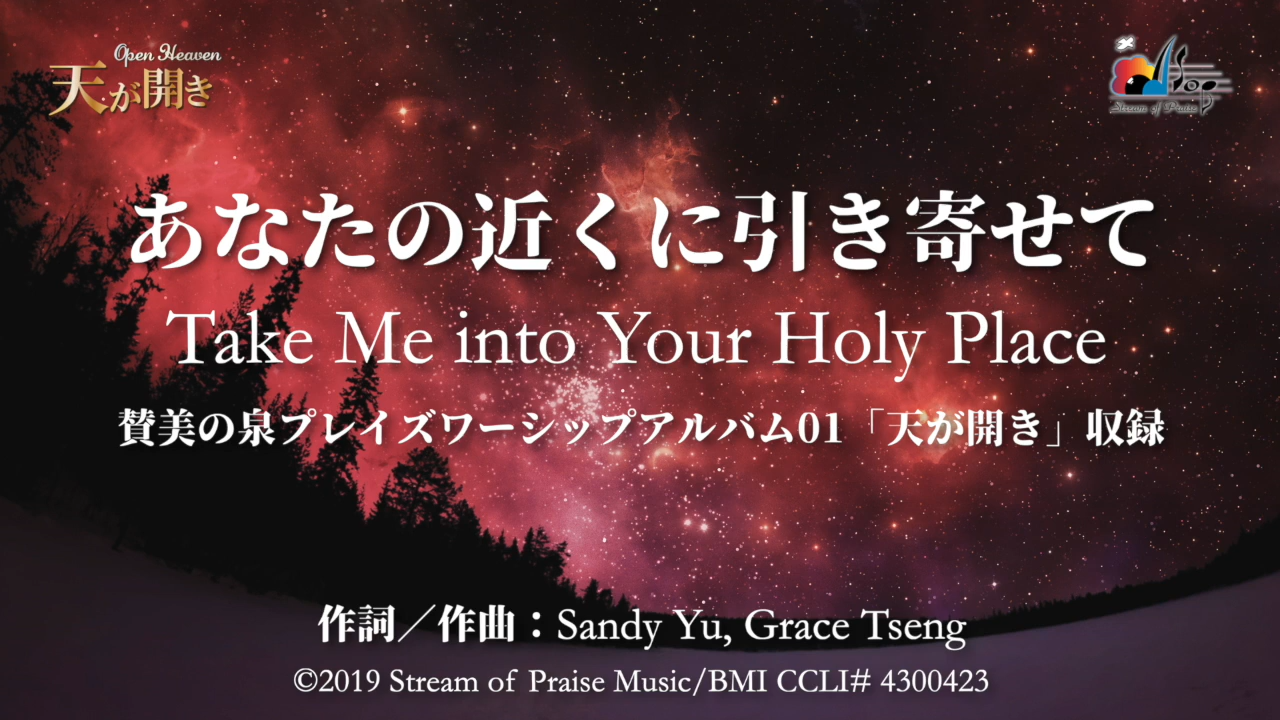 Open Heaven
天が開き
SOP
Stream of Praise
あなたの近くに引き寄せて
Take Me into Your Holy Place
賛美の泉プレイズワーシップアルバム01「天が開き」収録
作詞／作曲：Sandy Yu, Grace Tseng
©2019 Stream of Praise Music/BMI CCLI# 4300423